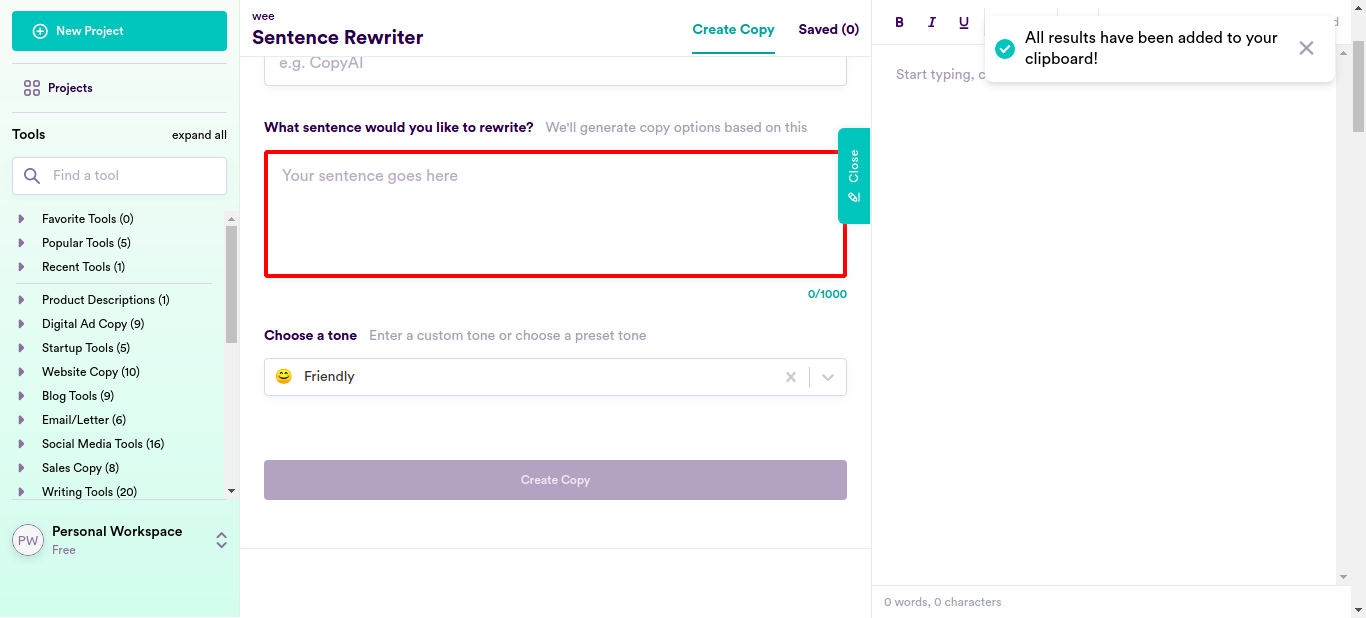 New Project
Projects
Tools
expand all
Find a tool
Favorite Tools (0)
Popular Tools (5)
Recent Tools (1)
Product Descriptions (1)
Digital Ad Copy (9)
Startup Tools (5)
Website Copy (10)
Blog Tools (9)
Email/Letter (6)
Social Media Tools (16)
Sales Copy (8)
Writing Tools (20)
PW
Personal Workspace
Free
wee
Sentence Rewriter
Create Copy
Saved (0)
e.g. CopyAI
What sentence would you like to rewrite? We'll generate copy options based on this
Your sentence goes here
Close
0/1000
Choose a tone Enter a custom tone or choose a preset tone
Friendly
Create Copy
B I U
All results have been added to your
clipboard!
Start typing, c
0 words, 0 characters